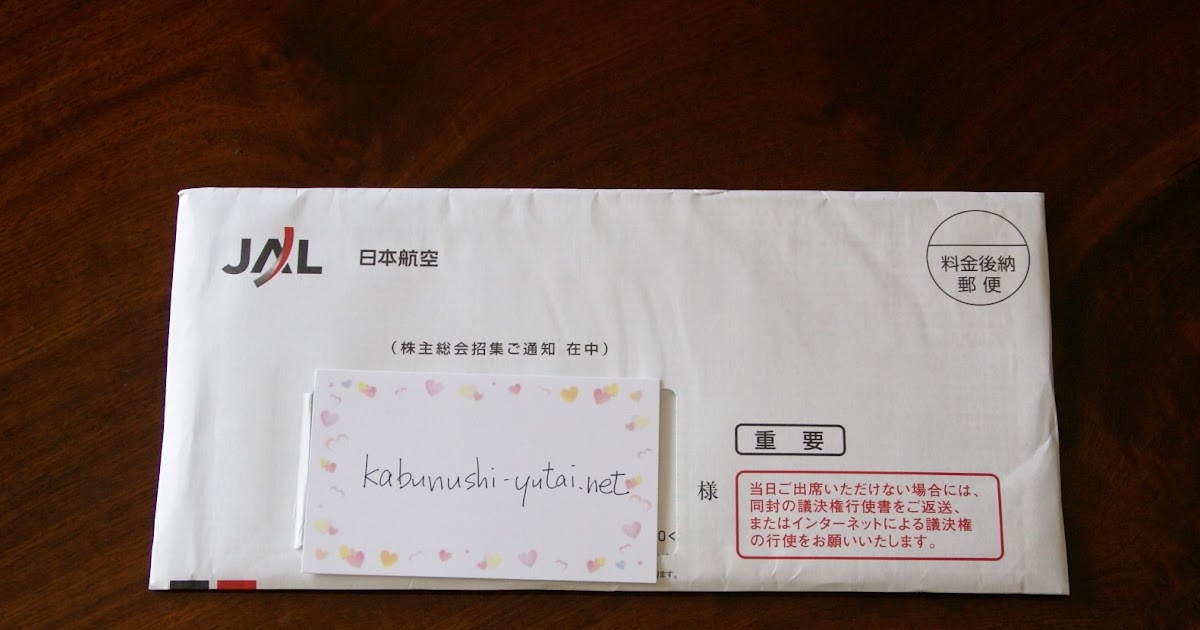 JAL 日本航空
料金後納
郵便
(株主総会招集ご通知 在中)
kabunushi-yutai.net
様
重要
当日ご出席いただけない場合には、
同封の議決権行使書をご返送、
またはインターネットによる議決権
の行使をお願いいたします。
0<
ます。